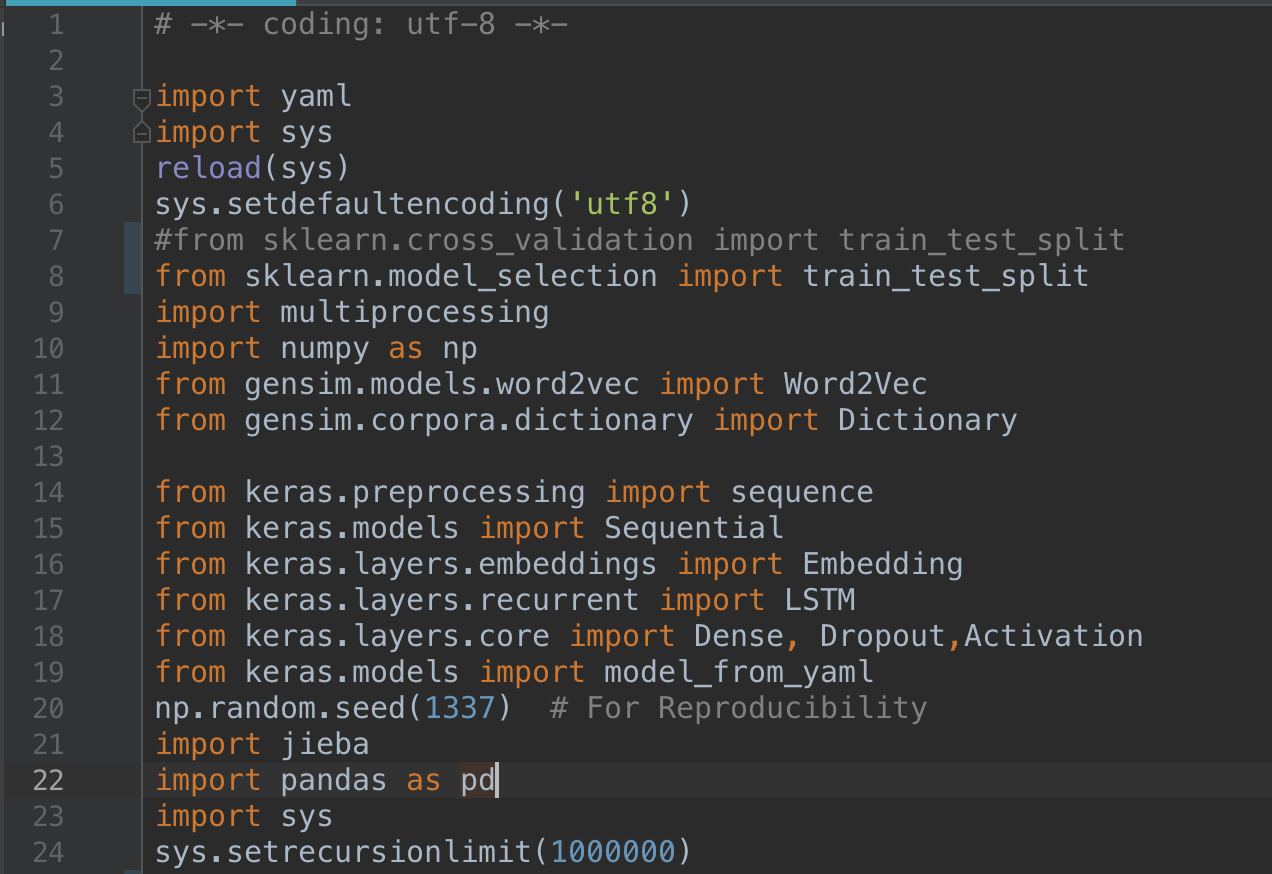 1 # -*- coding: utf-8 -*-
2
3 import yaml
4 import sys
5 reload(sys)
6 sys.setdefaultencoding('utf8')
7 #from sklearn.cross_validation import train_test_split
8 from sklearn.model_selection import train_test_split
9 import multiprocessing
10 import numpy as np
11 from gensim.models.word2vec import Word2Vec
12 from gensim.corpora.dictionary import Dictionary
13
14 from keras.preprocessing import sequence
15 from keras.models import Sequential
16 from keras.layers.embeddings import Embedding
17 from keras.layers.recurrent import LSTM
18 from keras.layers.core import Dense, Dropout,Activation
19 from keras.models import model_from_yaml
20 np.random.seed(1337)  # For Reproducibility
21 import jieba
22 import pandas as pd
23 import sys
24 sys.setrecursionlimit(1000000)